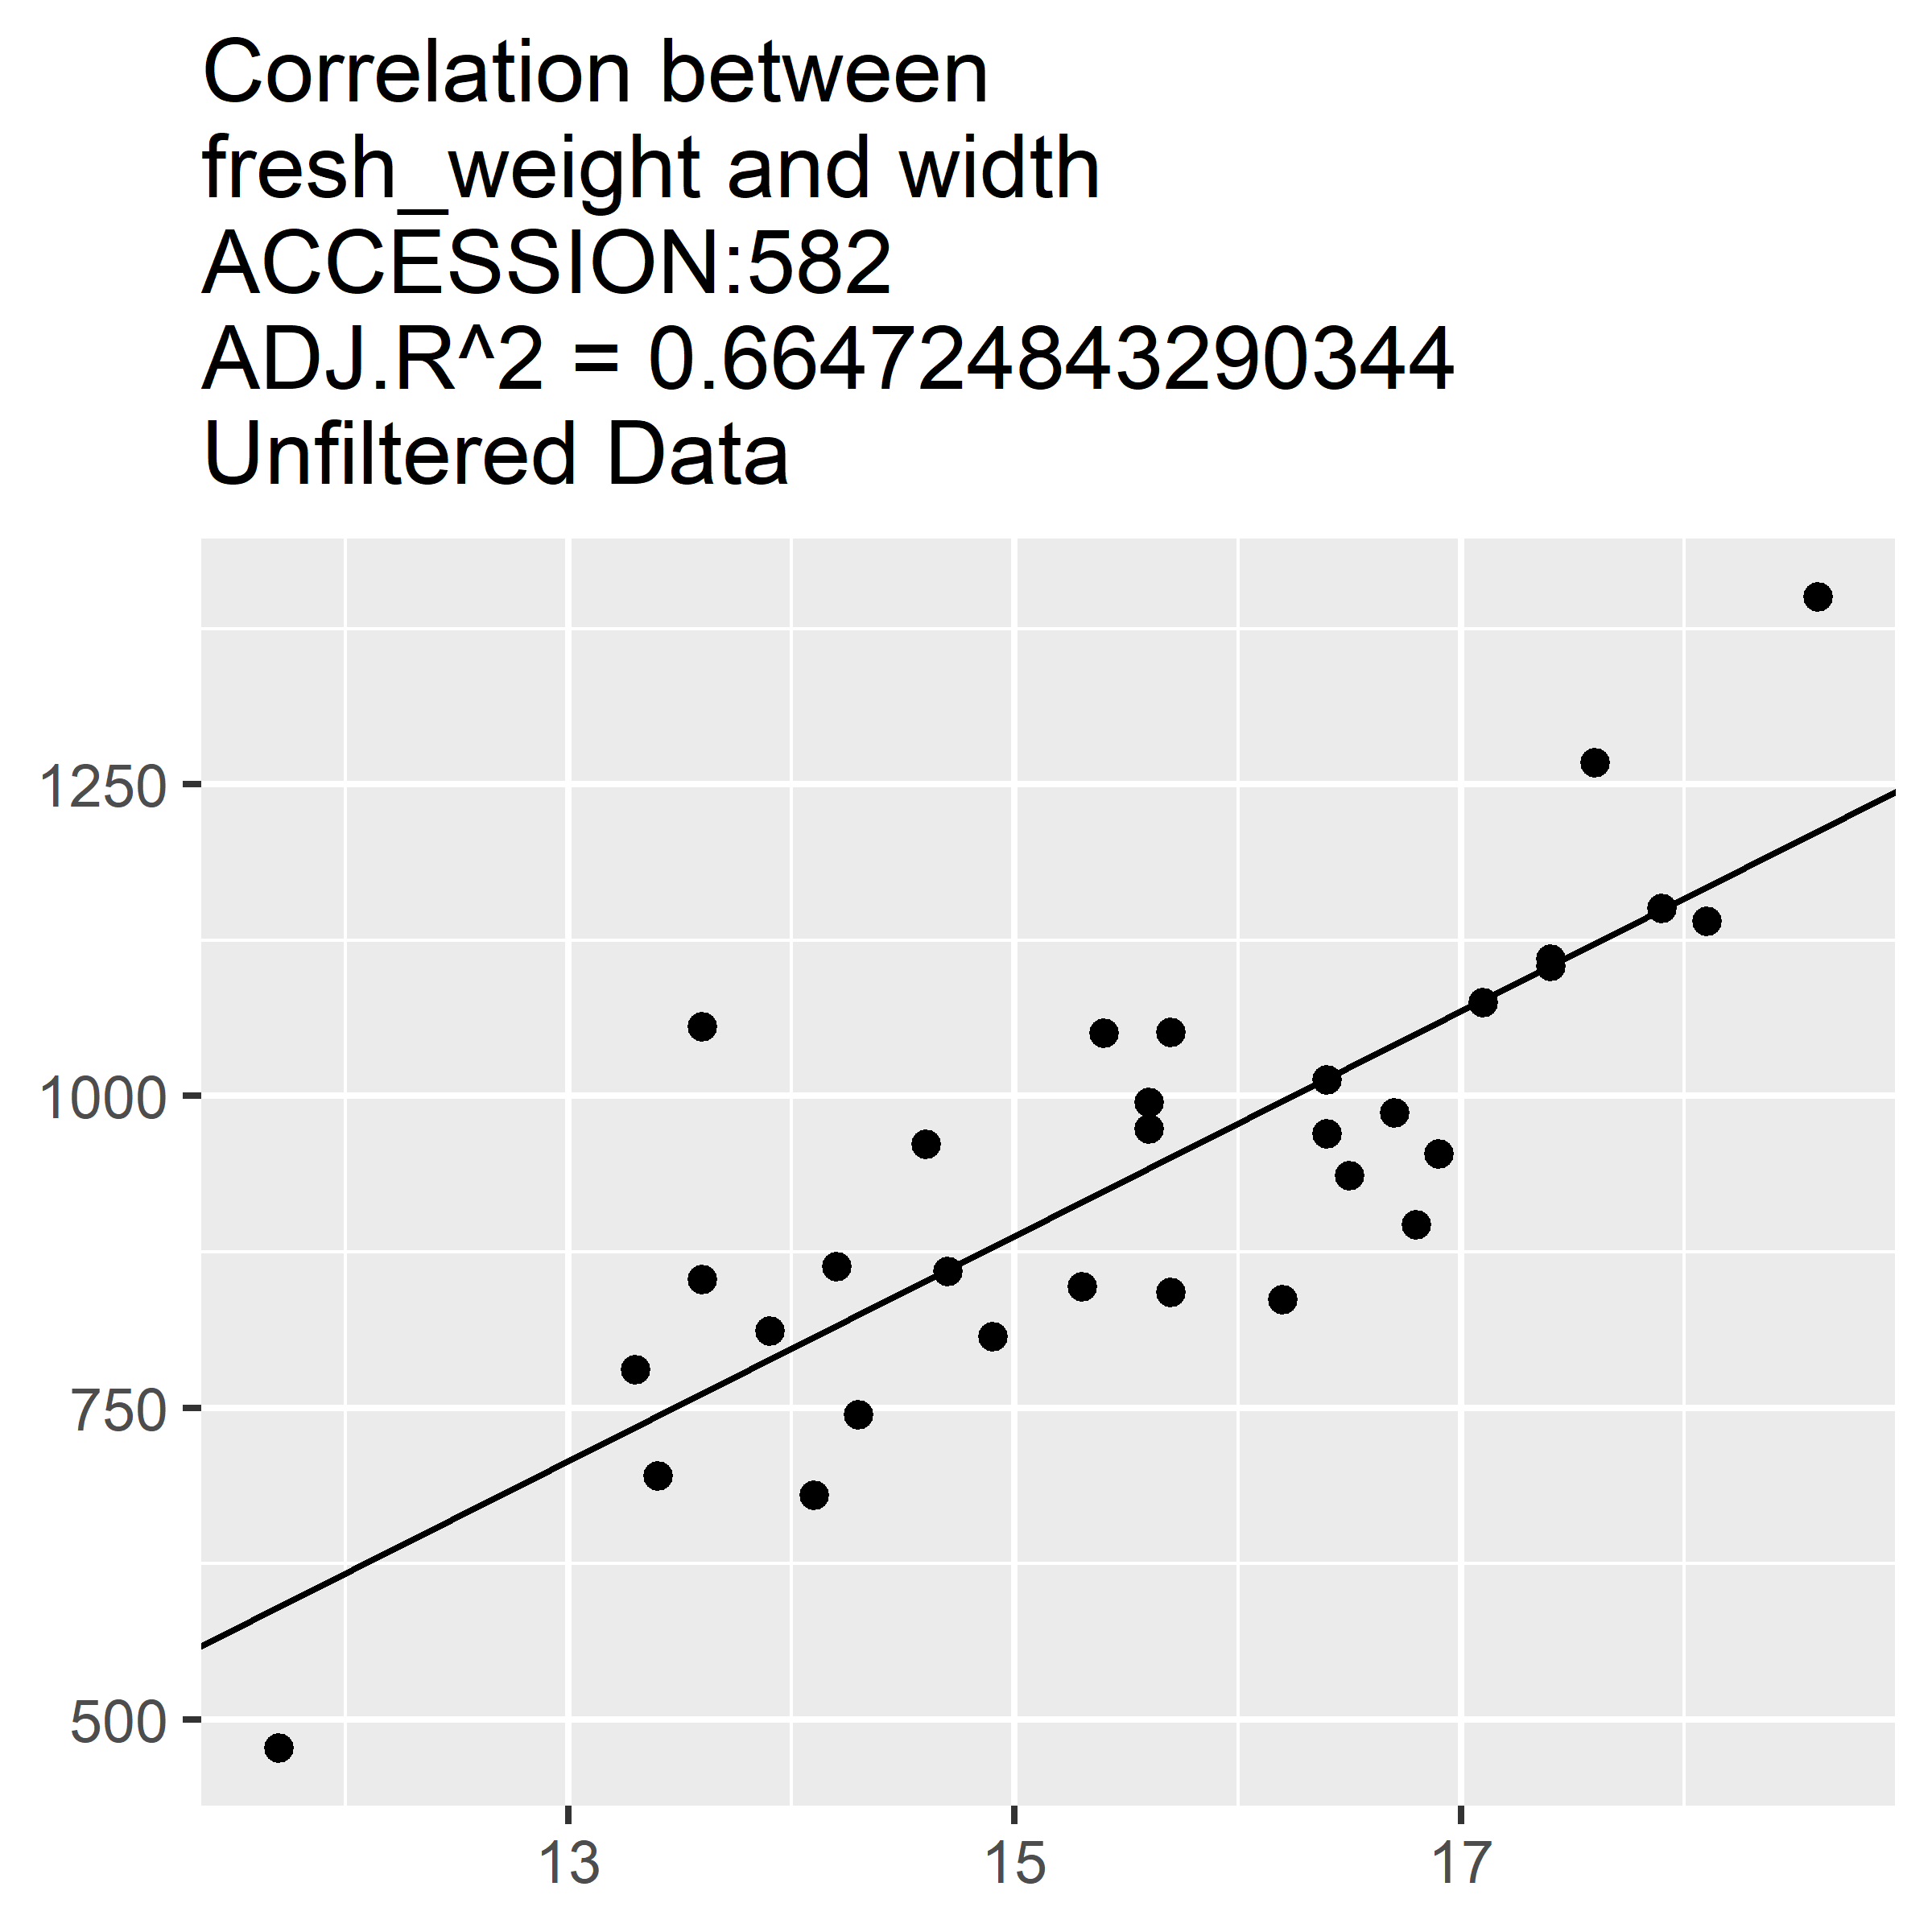 Correlation between
fresh_weight and width
ACCESSION:582
ADJ.R^2 = 0.664724843290344
Unfiltered Data
1250
1000
750
500
13 15 17